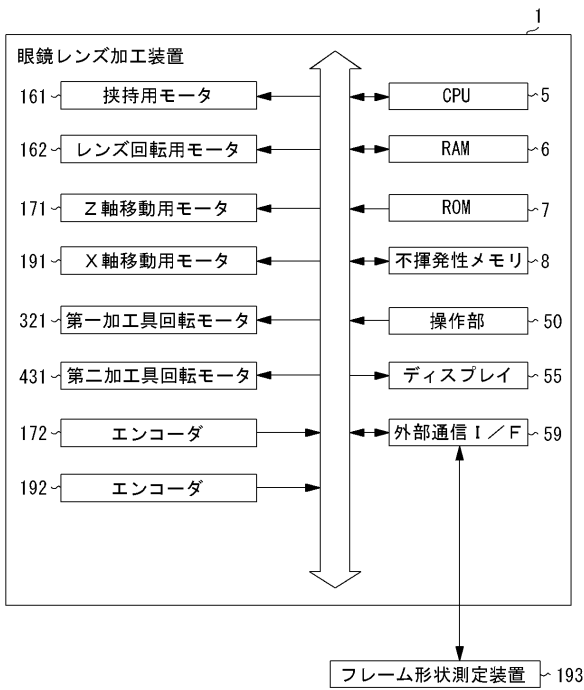 1
眼鏡レンズ加工装置
161 挟持用モータ
CPU 5
162 レンズ回転用モータ
RAM 6
171 Z軸移動用モータ
ROM 7
191 X軸移動用モータ
不揮発性メモリ 8
321 第一加工具回転モータ
操作部 50
431 第二加工具回転モータ
ディスプレイ 55
172 エンコーダ
外部通信I/F 59
192 エンコーダ
フレーム形状測定装置 193